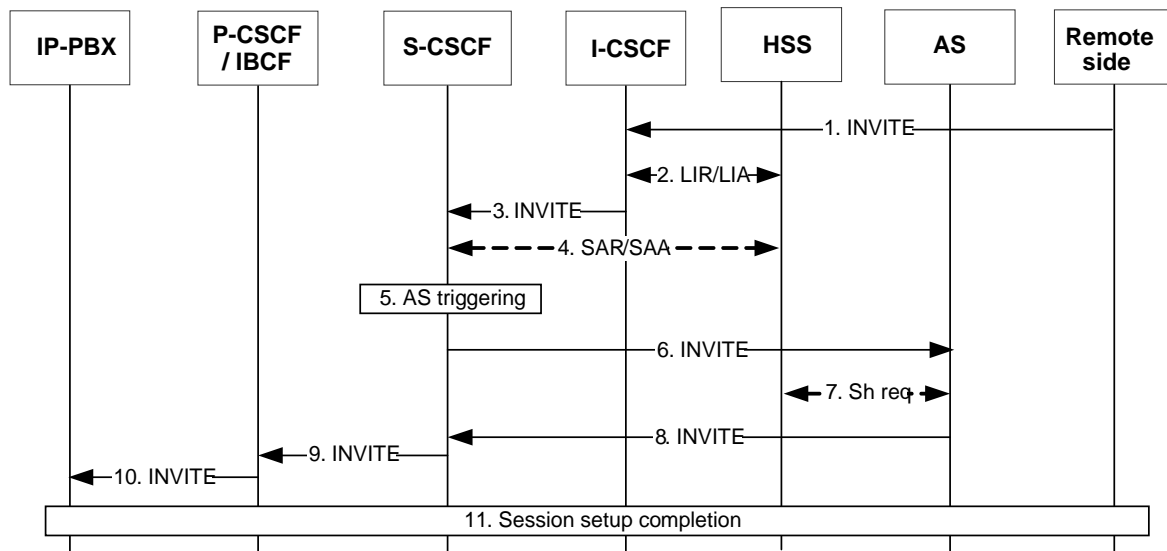 IP-PBX
P-CSCF
/ IBCF
S-CSCF
I-CSCF
HSS
AS
Remote
side
1. INVITE
2. LIR/LIA
3. INVITE
4. SAR/SAA
5. AS triggering
6. INVITE
7. Sh req
8. INVITE
9. INVITE
10. INVITE
11. Session setup completion